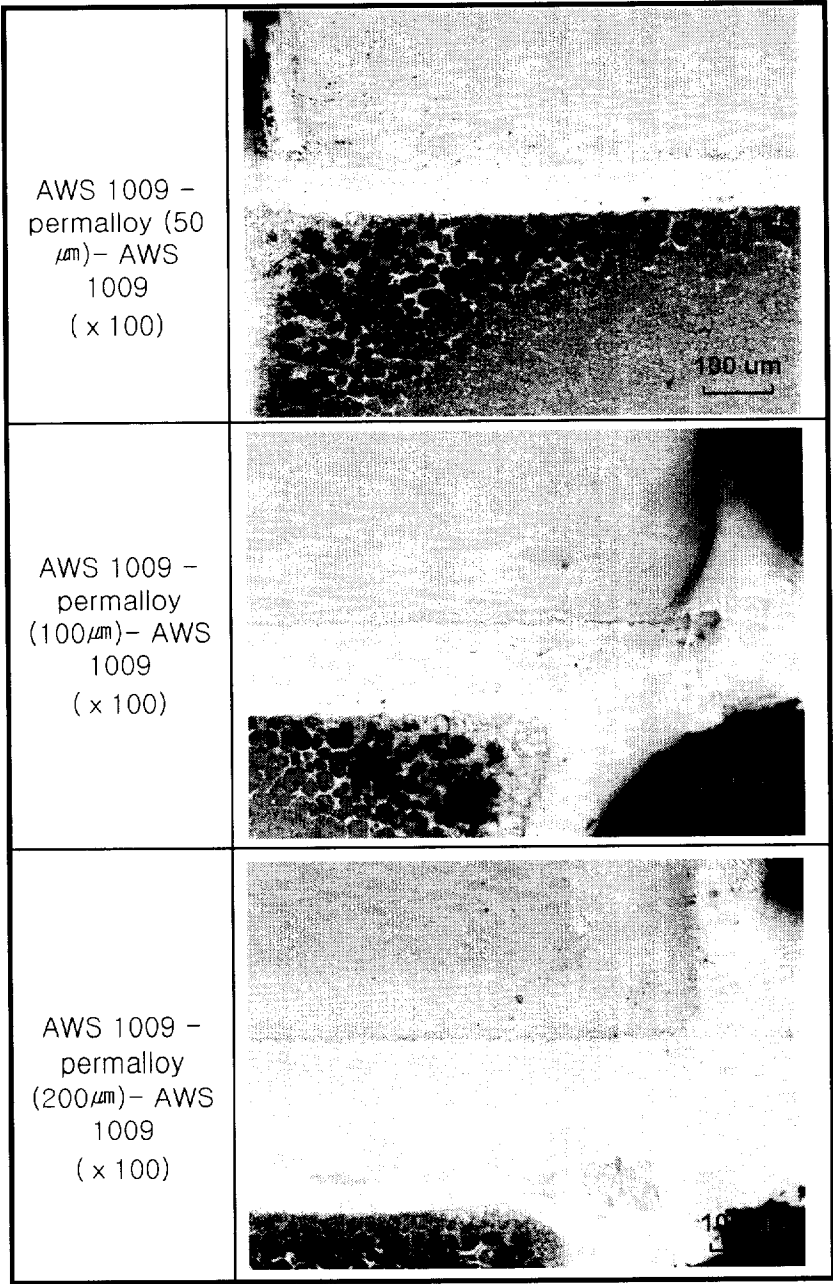 AWS 1009 –
permalloy (50
㎛)– AWS
1009
( x 100)
100 um
AWS 1009 –
permalloy
(100㎛)– AWS
1009
( x 100)
AWS 1009 –
permalloy
(200㎛)– AWS
1009
( x 100)